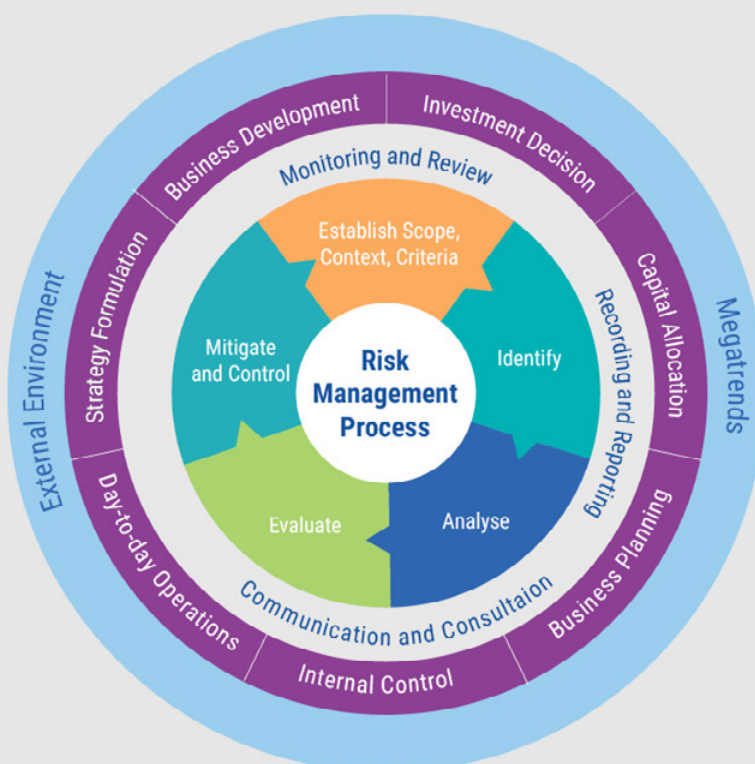 External Environment
Megatrends
Business Development
Investment Decision
Capital Allocation
Business Planning
Internal Control
Day-to-day Operations
Strategy Formulation
Monitoring and Review
Recording and Reporting
Communication and Consultaion
Establish Scope,
Context, Criteria
Identify
Analyse
Evaluate
Mitigate
and Control
Risk
Management
Process